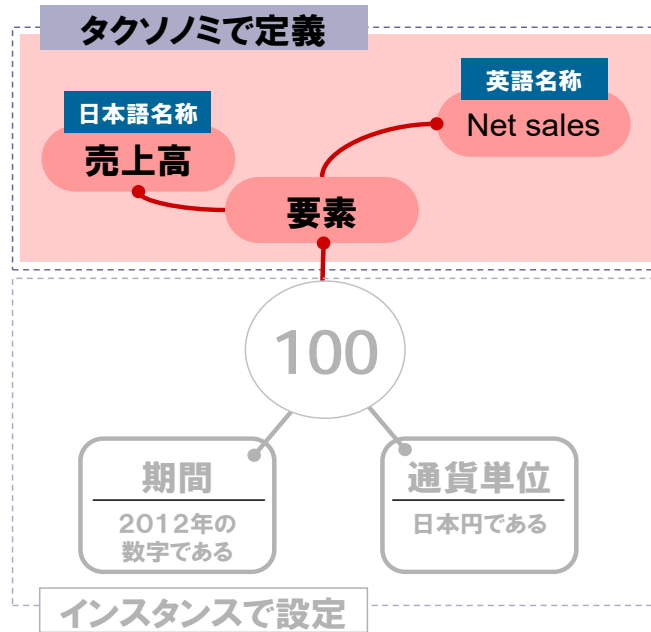 タクソノミで定義
英語名称
Net sales
日本語名称
売上高
要素
100
期間
2012年の
数字である
通貨単位
日本円である
インスタンスで設定